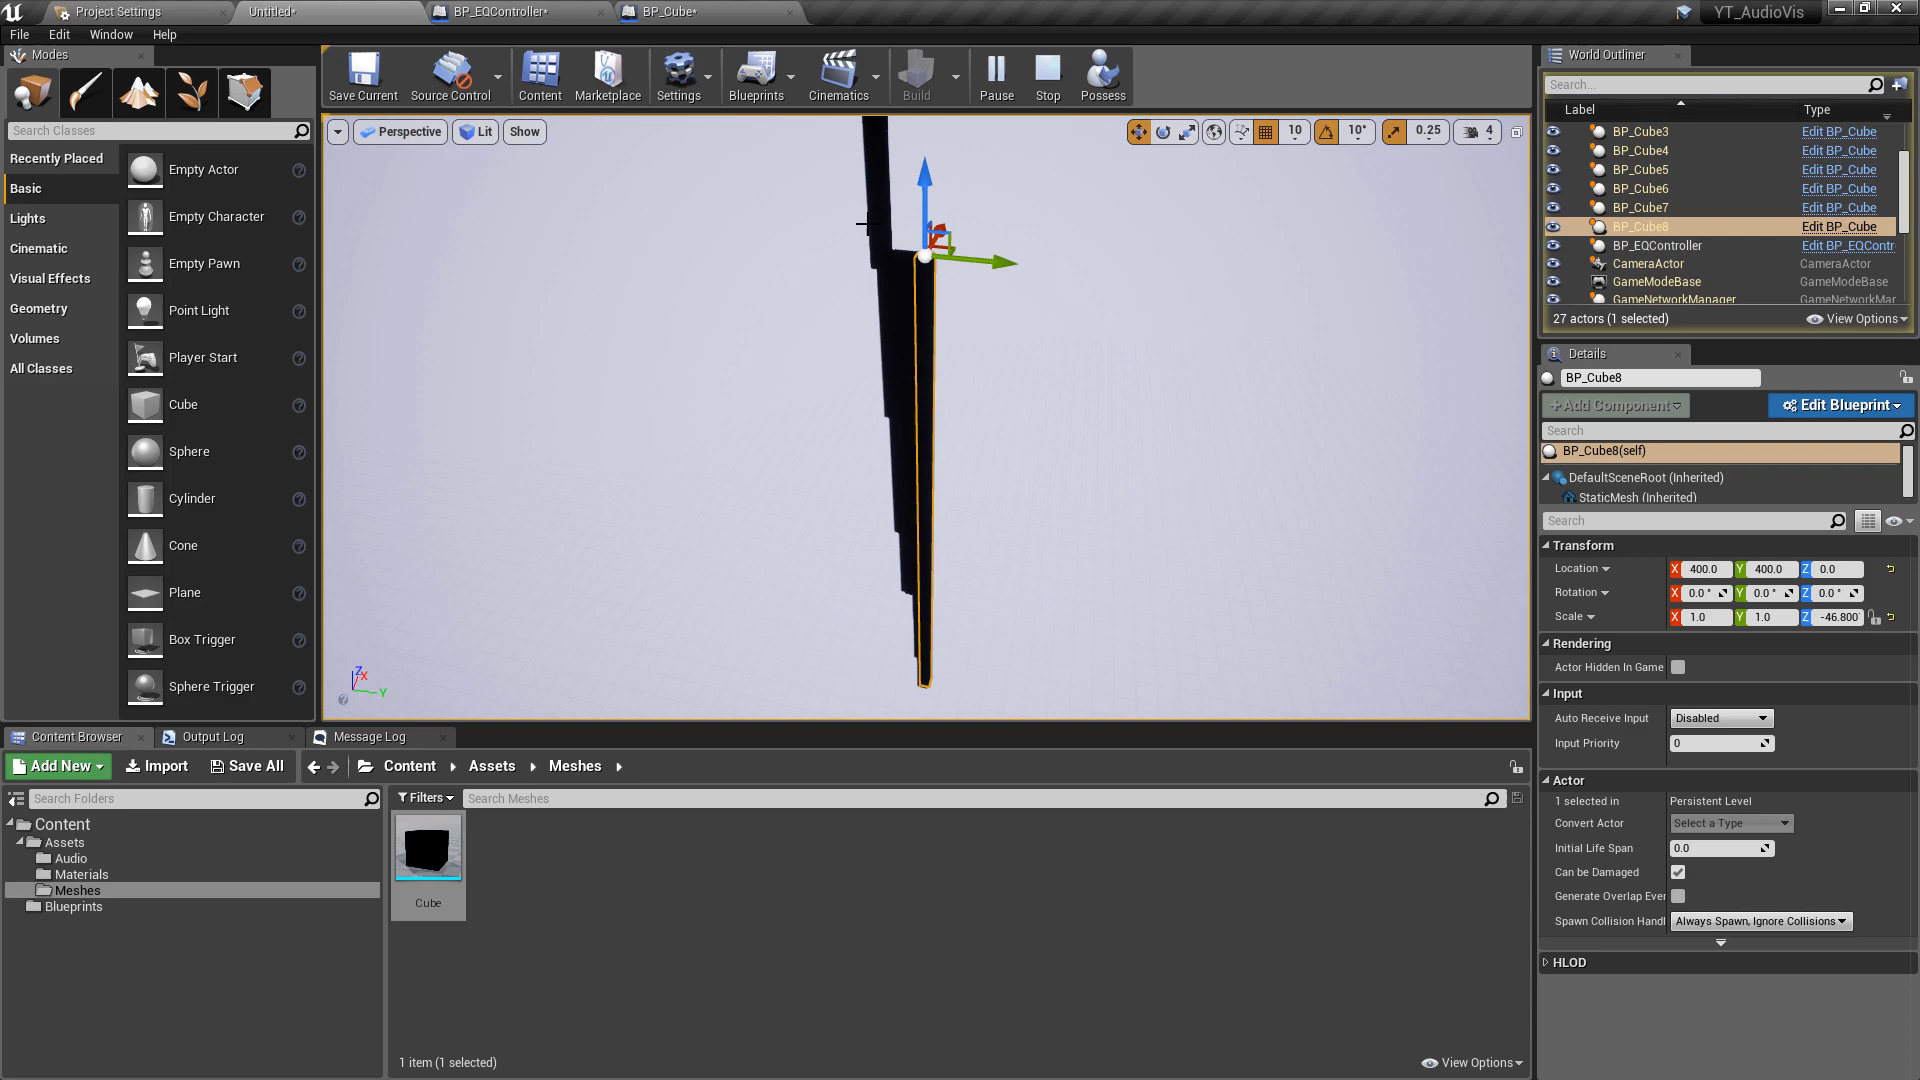 Project Settings
Untitled*
BP_EQController*
BP_Cube*
YT_AudioVis
File
Edit
Window
Help
Modes
Save Current
Source Control
Content
Marketplace
Settings
Blueprints
Cinematics
Build
Pause
Stop
Possess
World Outliner
Search...
Search Classes
Perspective
Lit
Show
10
10°
0.25
4
Label
Type
BP_Cube3
Edit BP_Cube
BP_Cube4
Edit BP_Cube
BP_Cube5
Edit BP_Cube
BP_Cube6
Edit BP_Cube
BP_Cube7
Edit BP_Cube
BP_Cube8
Edit BP_Cube
BP_EQController
Edit BP_EQContr
CameraActor
CameraActor
GameModeBase
GameModeBase
GameNetworkManager
GameNetworkMar
27 actors (1 selected)
View Options
Recently Placed
Basic
Lights
Cinematic
Visual Effects
Geometry
Volumes
All Classes
Empty Actor
Empty Character
Empty Pawn
Point Light
Player Start
Cube
Sphere
Cylinder
Cone
Plane
Box Trigger
Sphere Trigger
Z
X
Y
Details
BP_Cube8
+Add Component
Edit Blueprint
Search
BP_Cube8(self)
DefaultSceneRoot (Inherited)
StaticMesh (Inherited)
Search
Transform
Location
X 400.0
Y 400.0
Z 0.0
Rotation
X 0.0 °
Y 0.0 °
Z 0.0 °
Scale
X 1.0
Y 1.0
Z -46.800
Rendering
Actor Hidden In Game
Input
Auto Receive Input
Disabled
Input Priority
0
Actor
1 selected in
Persistent Level
Convert Actor
Select a Type
Initial Life Span
0.0
Can be Damaged
Generate Overlap Ever
Spawn Collision Handl
Always Spawn, Ignore Collisions
HLOD
Content Browser
Output Log
Message Log
Add New
Import
Save All
Content
Assets
Meshes
Search Folders
Filters
Search Meshes
Content
Assets
Audio
Materials
Meshes
Blueprints
Cube
1 item (1 selected)
View Options